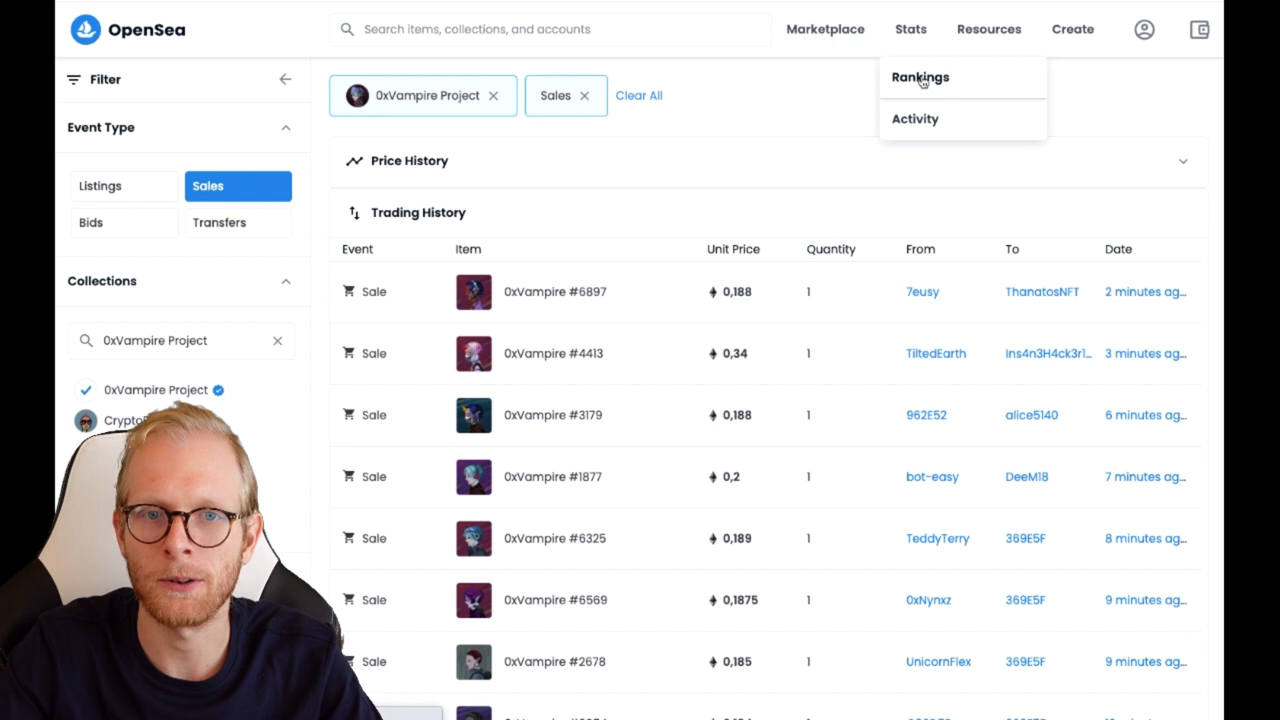 OpenSea
Search items, collections, and accounts
Marketplace Stats Resources Create
Rankings
Activity
Filter
Event Type
Listings Sales
Bids Transfers
Collections
0xVampire Project
0xVampire Project
0xVampire Project Sales Clear All
Price History
Trading History
Event Item Unit Price Quantity From To Date
Sale 0xVampire #6897 0,188 1 7eusy ThanatosNFT 2 minutes ag...
Sale 0xVampire #4413 0,34 1 TiltedEarth Ins4n3H4ck3r1... 3 minutes ag...
Sale 0xVampire #3179 0,188 1 962E52 alice5140 6 minutes ag...
Sale 0xVampire #1877 0,2 1 bot-easy DeeM18 7 minutes ag...
Sale 0xVampire #6325 0,189 1 TeddyTerry 369E5F 8 minutes ag...
Sale 0xVampire #6569 0,1875 1 0xNynxz 369E5F 9 minutes ag...
Sale 0xVampire #2678 0,185 1 UnicornFlex 369E5F 9 minutes ag...